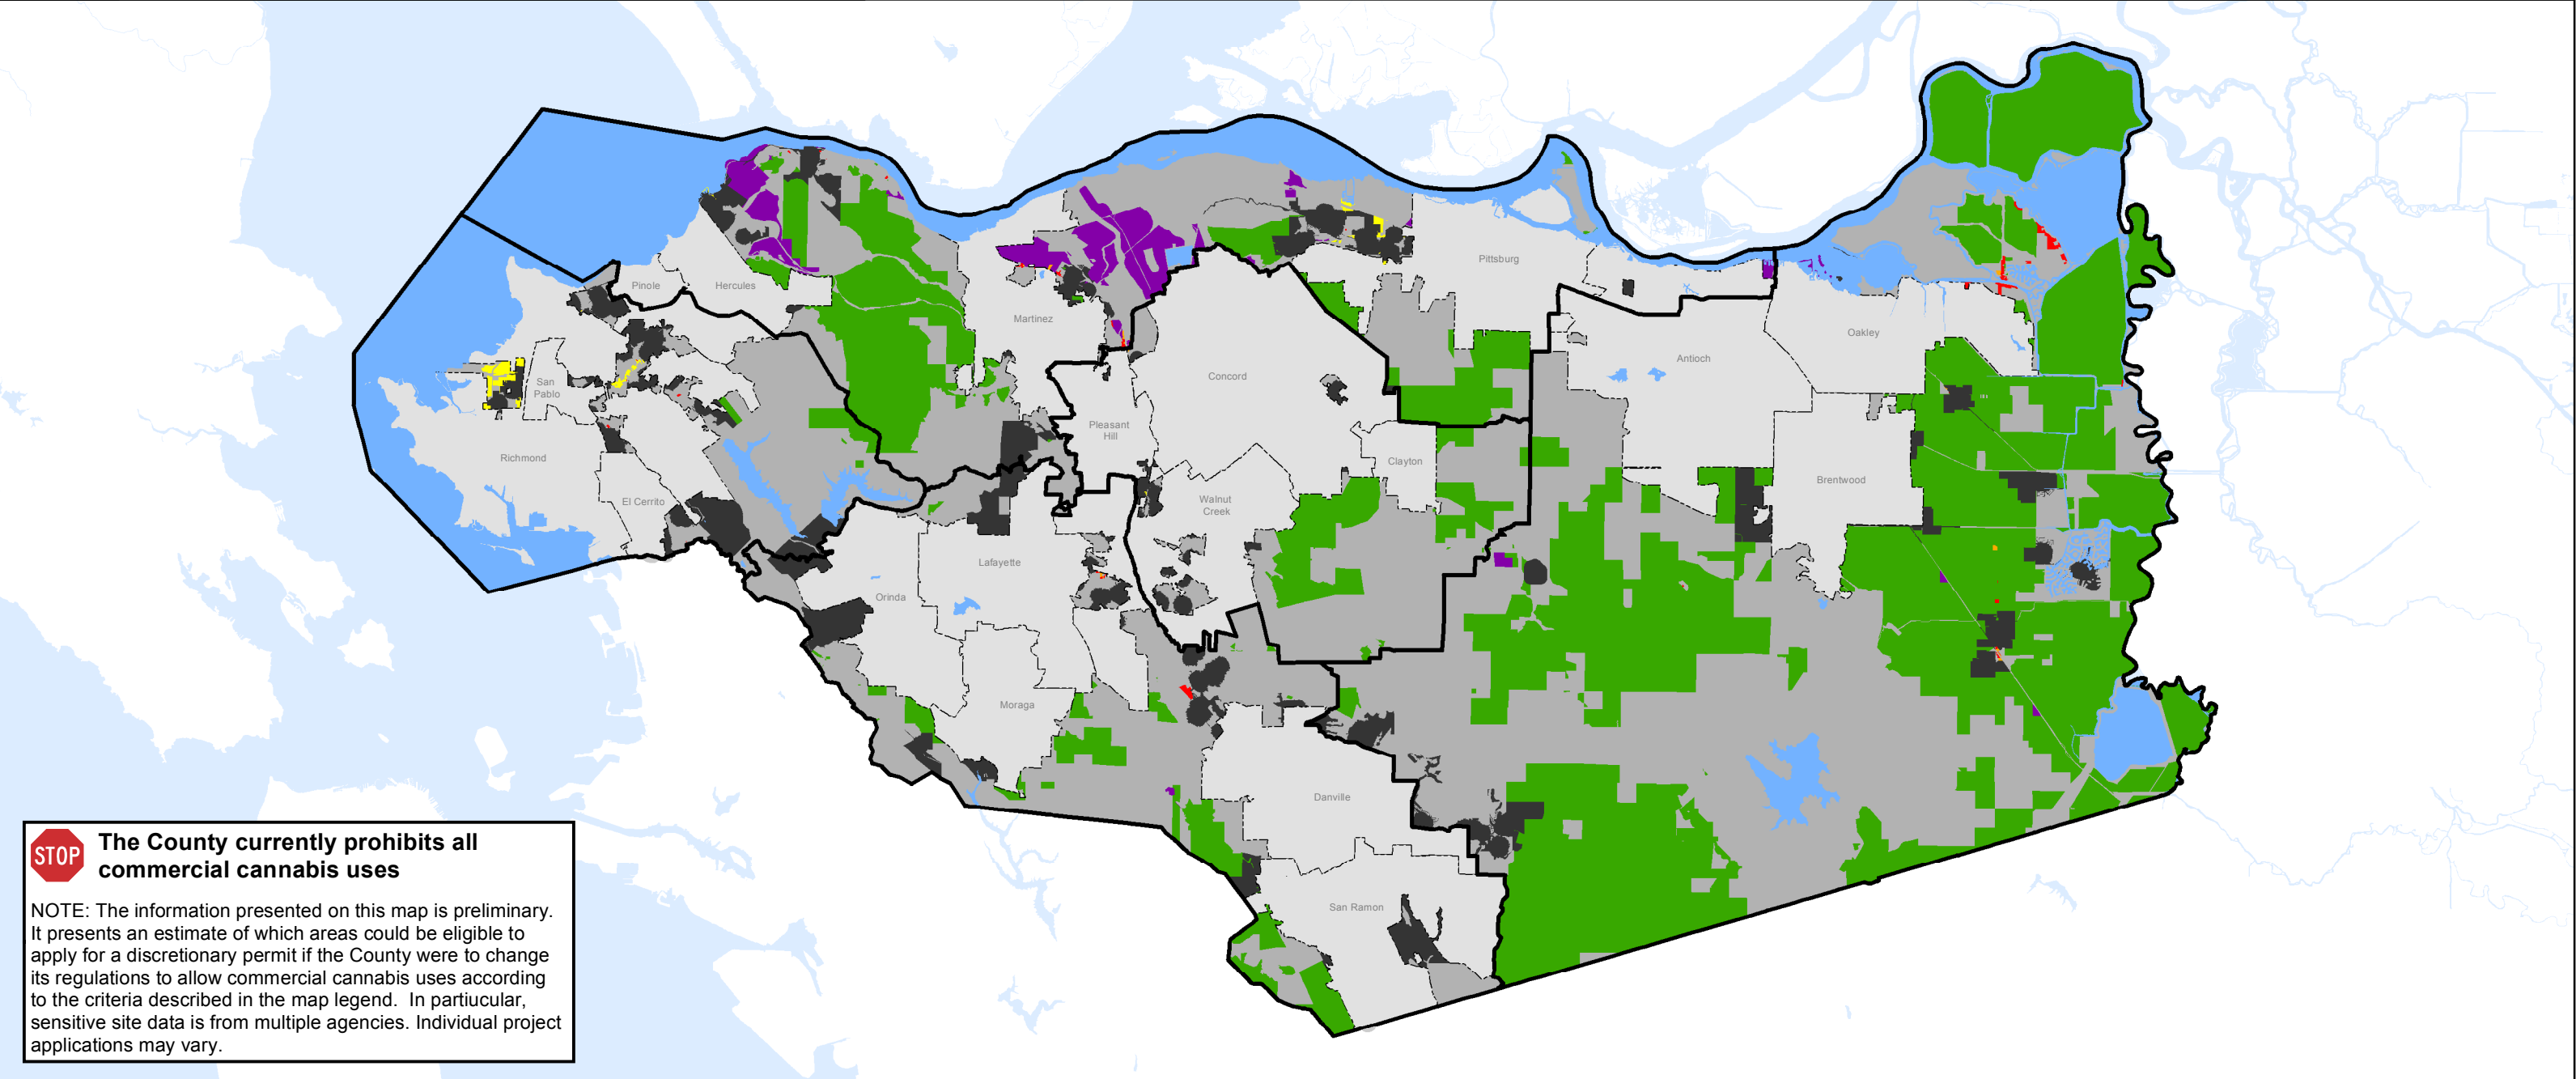 Pinole
Hercules
Martinez
Pittsburg
Oakley
Antioch
San
Pablo
Concord
Pleasant
Hill
Richmond
Clayton
Brentwood
El Cerrito
Walnut
Creek
Lafayette
Orinda
Moraga
Danville
San Ramon
STOP
The County currently prohibits all
commercial cannabis uses
NOTE: The information presented on this map is preliminary.
It presents an estimate of which areas could be eligible to
apply for a discretionary permit if the County were to change
its regulations to allow commercial cannabis uses according
to the criteria described in the map legend.  In partiucular,
sensitive site data is from multiple agencies. Individual project
applications may vary.